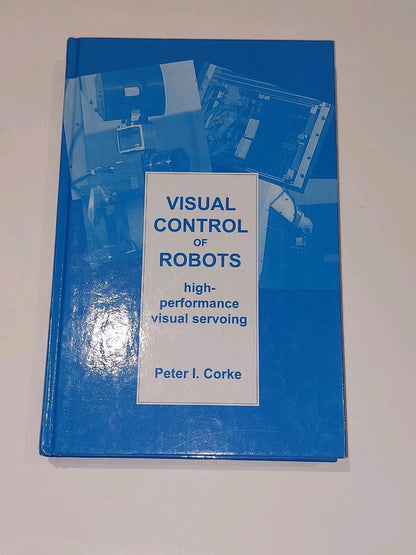 VISUAL
CONTROL
OF
ROBOTS
high-
performance
visual servoing
Peter I. Corke